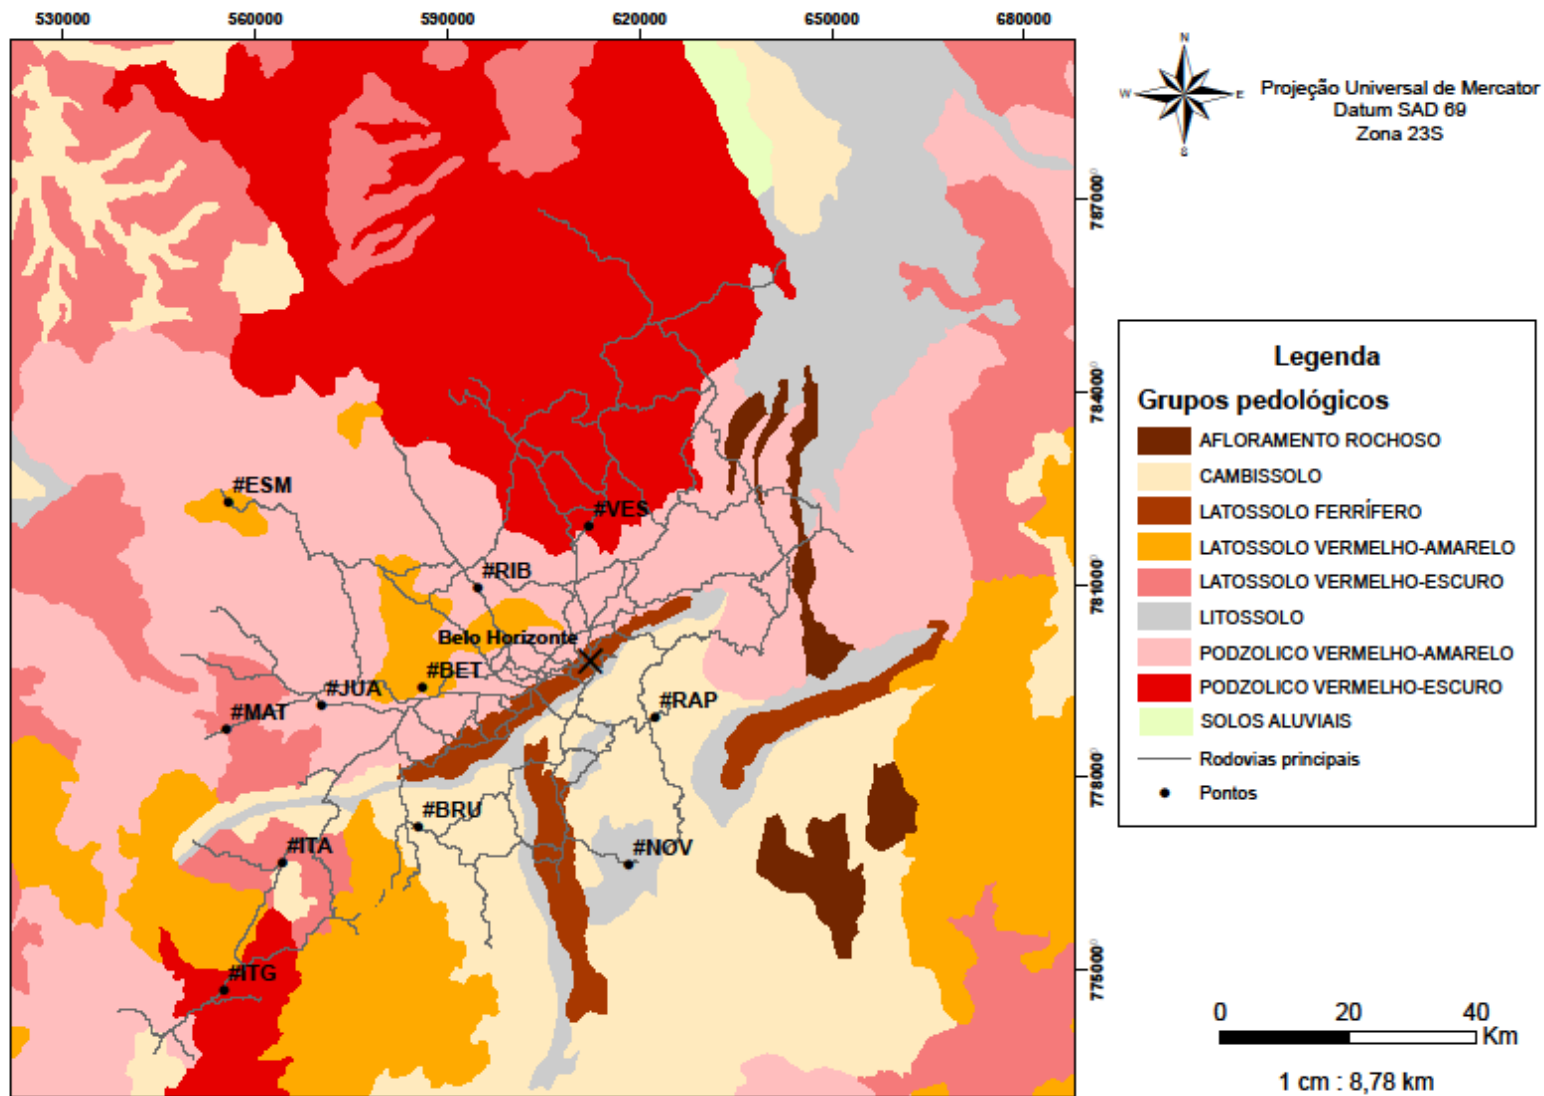 530000 560000 590000 620000 650000 680000
N
W E
S
Projeção Universal de Mercator
Datum SAD 69
Zona 23S
7870000
7840000
7810000
7780000
7750000
#ESM
#VES
#RIB
Belo Horizonte
#BET
#JUA
#MAT
#RAP
#BRU
#ITA
#NOV
#ITG
Legenda
Grupos pedológicos
AFLORAMENTO ROCHOSO
CAMBISSOLO
LATOSSOLO FERRÍFERO
LATOSSOLO VERMELHO-AMARELO
LATOSSOLO VERMELHO-ESCURO
LITOSSOLO
PODZOLICO VERMELHO-AMARELO
PODZOLICO VERMELHO-ESCURO
SOLOS ALUVIAIS
Rodovias principais
Pontos
0 20 40
Km
1 cm : 8,78 km